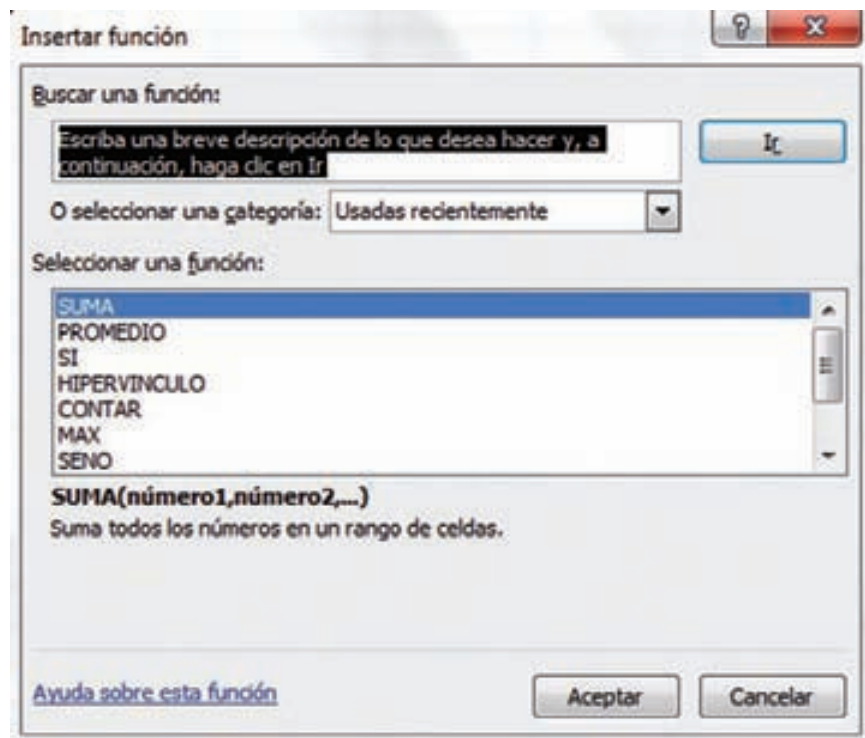 Insertar función
Buscar una función:
Escriba una breve descripción de lo que desea hacer y, a
continuación, haga clic en Ir
Ir
O seleccionar una categoría: Usadas recientemente
Seleccionar una función:
SUMA
PROMEDIO
SI
HIPERVINCULO
CONTAR
MAX
SENO
SUMA(número1,número2,...)
Suma todos los números en un rango de celdas.
Ayuda sobre esta función
Aceptar
Cancelar